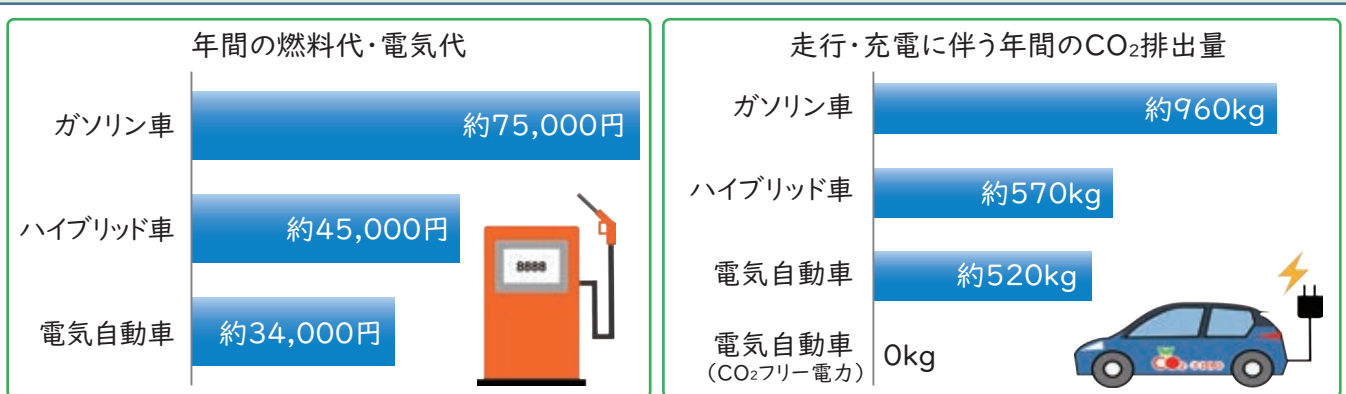 年間の燃料代・電気代
ガソリン車
約75,000円
ハイブリッド車
約45,000円
電気自動車
約34,000円
8888
走行・充電に伴う年間のCO₂排出量
ガソリン車
約960kg
ハイブリッド車
約570kg
電気自動車
約520kg
電気自動車
(CO₂フリー電力)
0kg